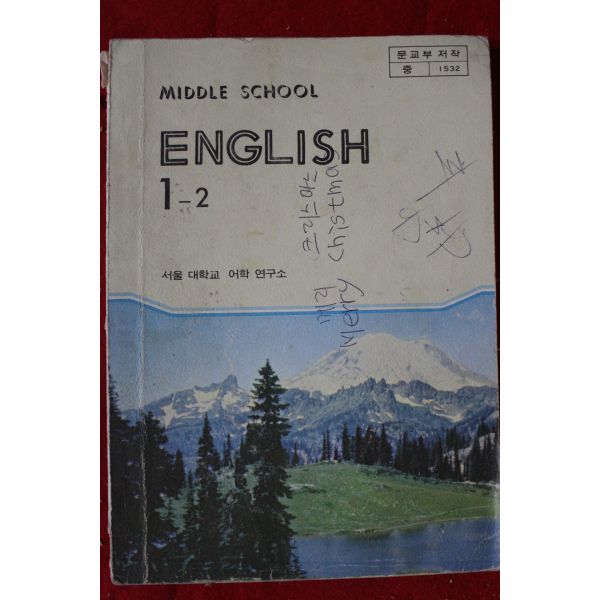 문교부 저작
중 1532
MIDDLE SCHOOL
ENGLISH
1-2
서울 대학교 어학 연구소
메리 크리스마스
Merry Chistmas